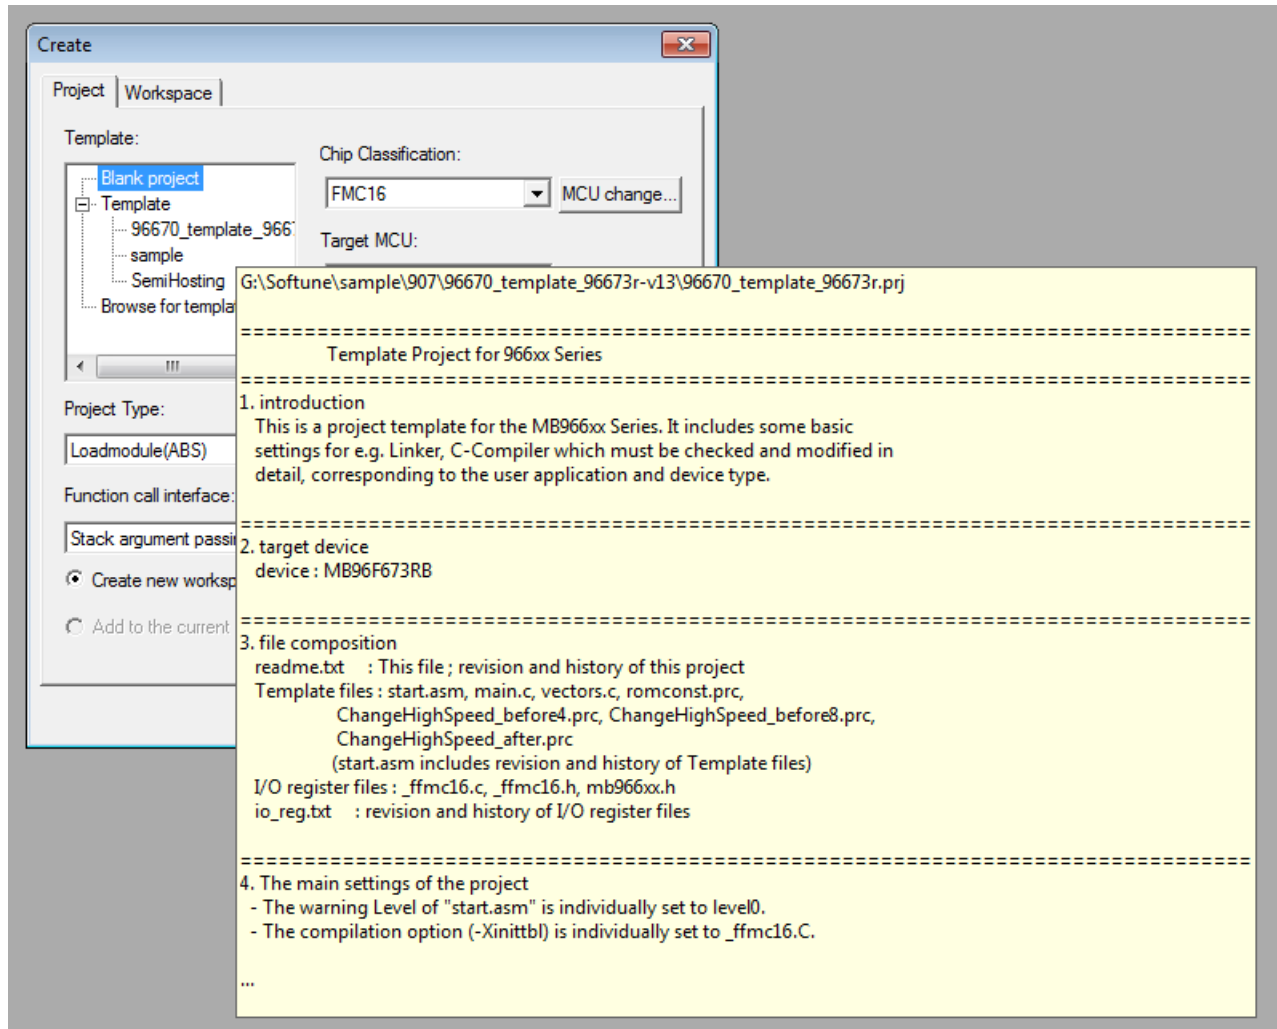 Create
Project
Workspace
Template:
Blank project
Template
96670_template_966
sample
SemiHosting
Browse for templa
Chip Classification:
FMC16
MCU change...
Target MCU:
Project Type:
Loadmodule(ABS)
Function call interface:
Stack argument passi
Create new worksp
Add to the current
G:\Softune\sample\907\96670_template_96673r-v13\96670_template_96673r.prj
==============================================================================
Template Project for 966xx Series
==============================================================================
1. introduction
This is a project template for the MB966xx Series. It includes some basic
settings for e.g. Linker, C-Compiler which must be checked and modified in
detail, corresponding to the user application and device type.
==============================================================================
2. target device
device : MB96F673RB
==============================================================================
3. file composition
readme.txt : This file ; revision and history of this project
Template files : start.asm, main.c, vectors.c, romconst.prc,
ChangeHighSpeed_before4.prc, ChangeHighSpeed_before8.prc,
ChangeHighSpeed_after.prc
(start.asm includes revision and history of Template files)
I/O register files : _ffmc16.c, _ffmc16.h, mb966xx.h
io_reg.txt : revision and history of I/O register files
==============================================================================
4. The main settings of the project
- The warning Level of "start.asm" is individually set to level0.
- The compilation option (-Xinittbl) is individually set to _ffmc16.C.
...